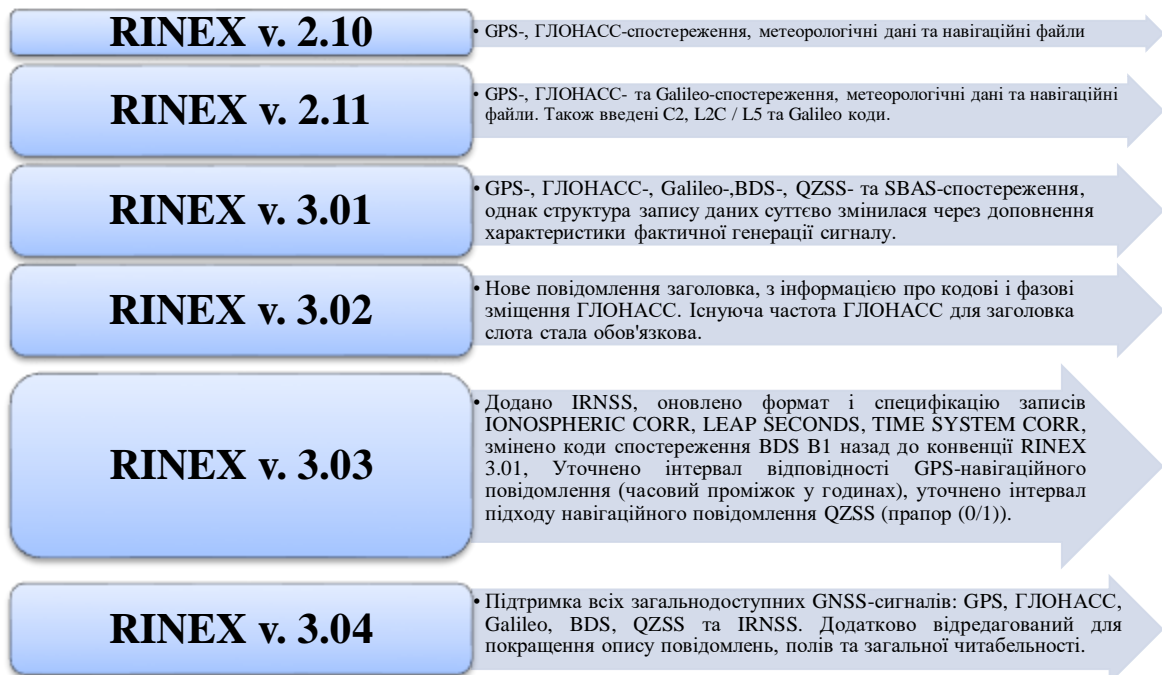 RINEX v. 2.10
• GPS-, ГЛОНАСС-спостереження, метеорологічні дані та навігаційні файли
RINEX v. 2.11
• GPS-, ГЛОНАСС- та Galileo-спостереження, метеорологічні дані та навігаційні
файли. Також введені C2, L2C / L5 та Galileo коди.
RINEX v. 3.01
• GPS-, ГЛОНАСС-, Galileo-,BDS-, QZSS- та SBAS-спостереження,
однак структура запису даних суттєво змінилася через доповнення
характеристики фактичної генерації сигналу.
RINEX v. 3.02
• Нове повідомлення заголовка, з інформацією про кодові і фазові
зміщення ГЛОНАСС. Існуюча частота ГЛОНАСС для заголовка
слота стала обов'язкова.
RINEX v. 3.03
• Додано IRNSS, оновлено формат і специфікацію записів
IONOSPHERIC CORR, LEAP SECONDS, TIME SYSTEM CORR,
змінено коди спостереження BDS B1 назад до конвенції RINEX
3.01, Уточнено інтервал відповідності GPS-навігаційного
повідомлення (часовий проміжок у годинах), уточнено інтервал
підходу навігаційного повідомлення QZSS (прапор (0/1)).
RINEX v. 3.04
• Підтримка всіх загальнодоступних GNSS-сигналів: GPS, ГЛОНАСС,
Galileo, BDS, QZSS та IRNSS. Додатково відредагований для
покращення опису повідомлень, полів та загальної читабельності.